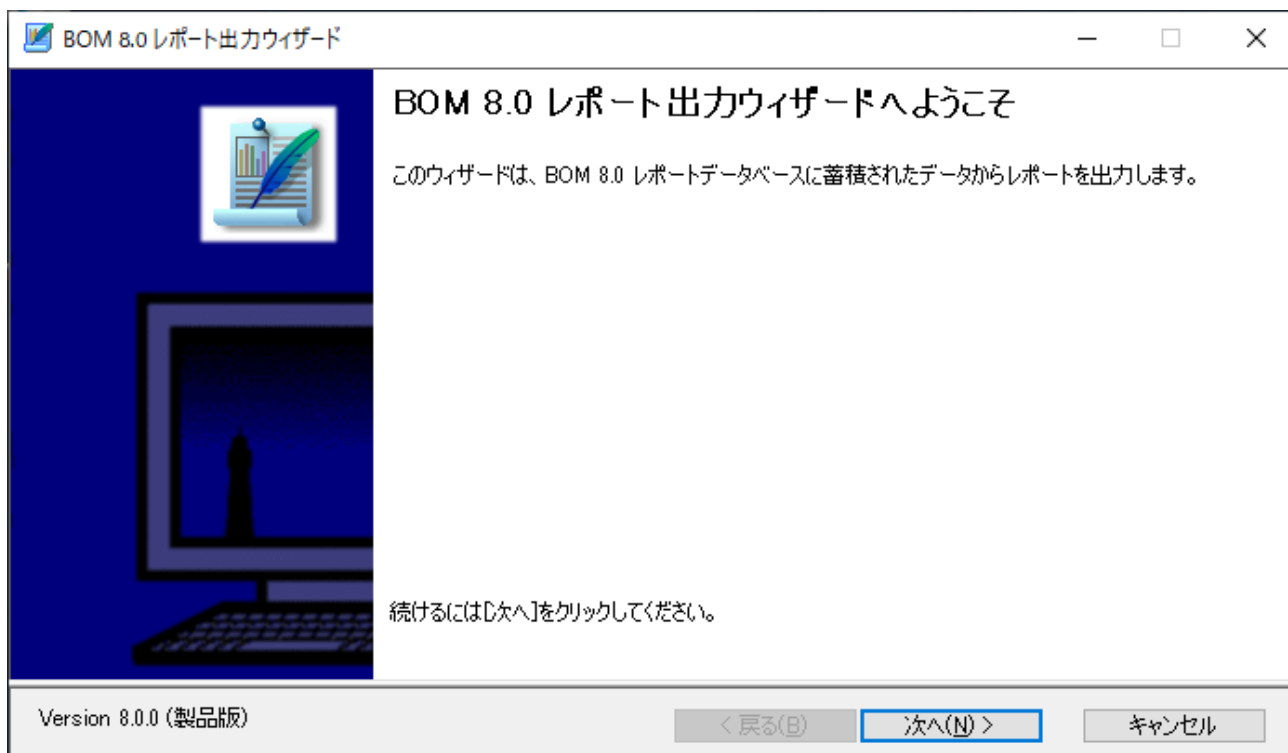 BOM 8.0 レポート出力ウィザード
BOM 8.0 レポート出力ウィザードへようこそ
このウィザードは、BOM 8.0 レポートデータベースに蓄積されたデータからレポートを出力します。
続けるには[次へ]をクリックしてください。
Version 8.0.0 (製品版)
< 戻る(B)
次へ(N) >
キャンセル